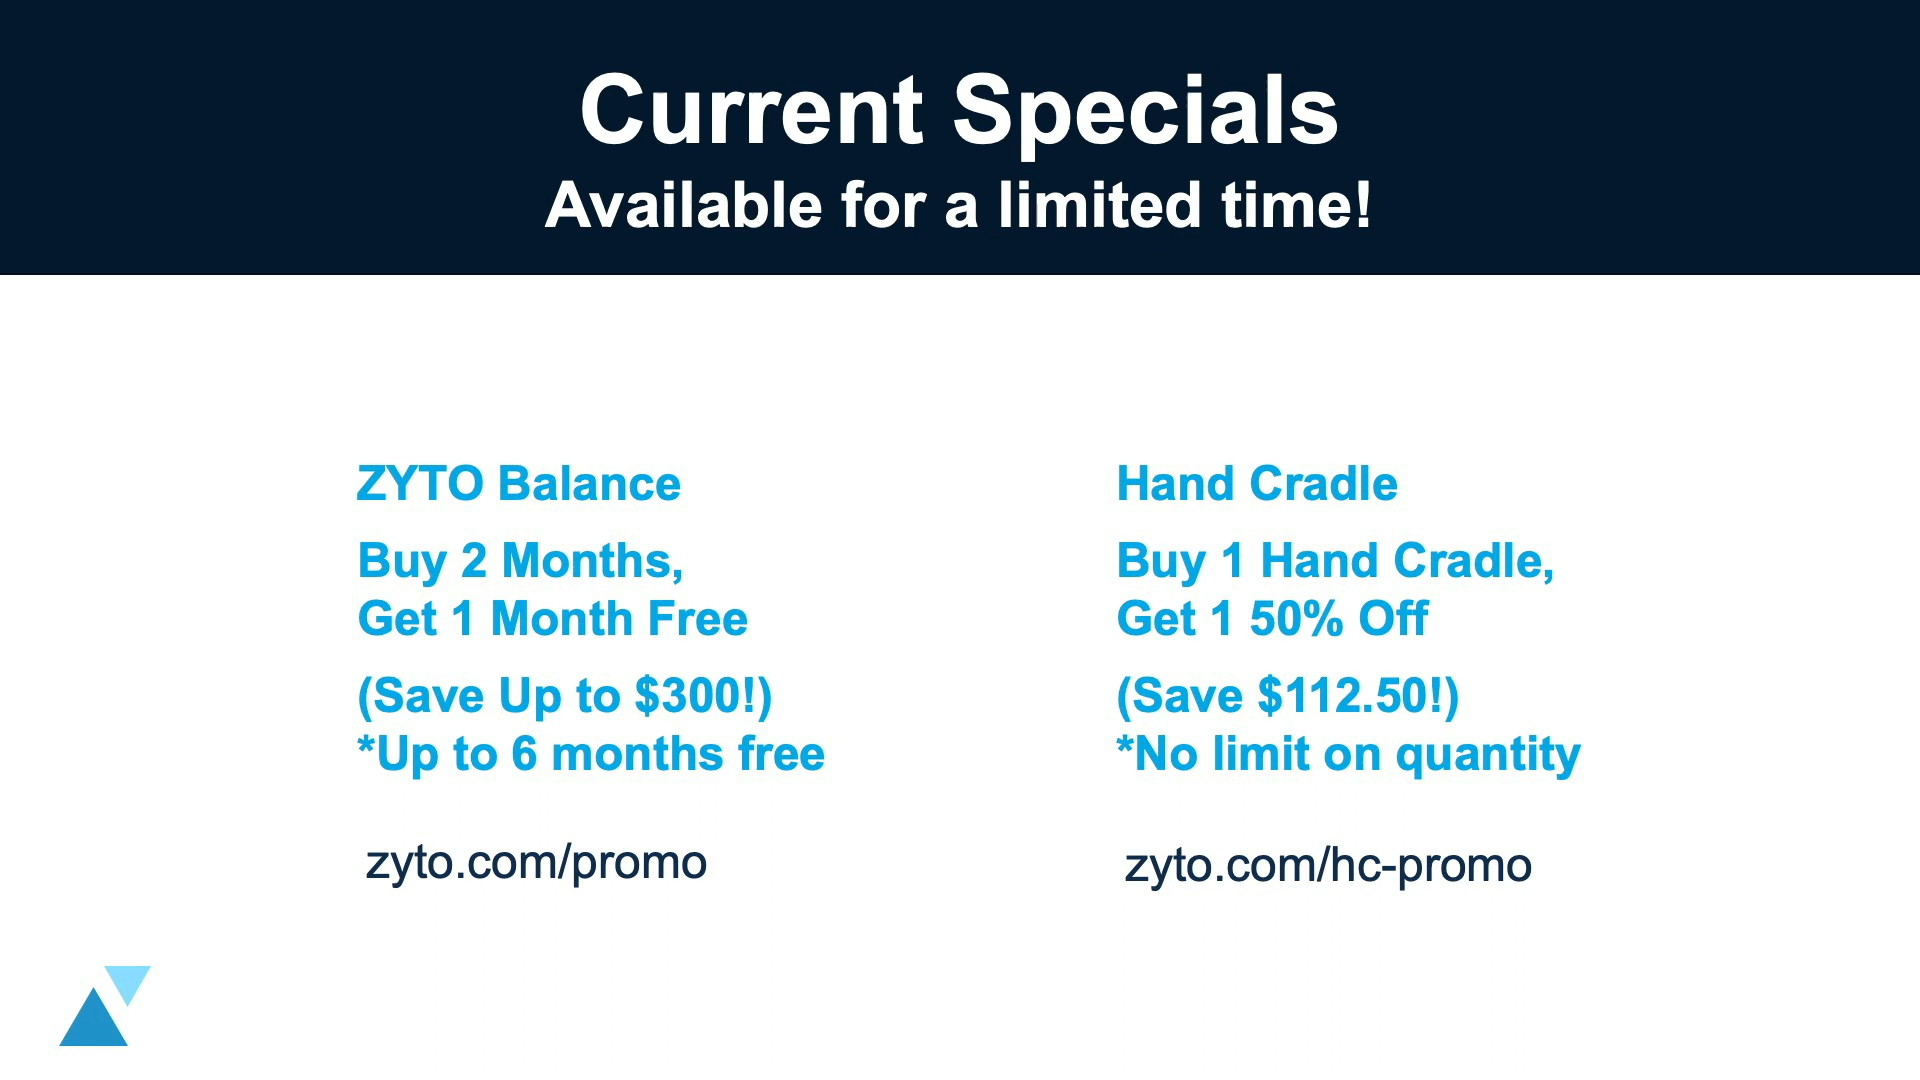 Current Specials
Available for a limited time!
ZYTO Balance
Buy 2 Months,
Get 1 Month Free
(Save Up to $300!)
*Up to 6 months free
zyto.com/promo
Hand Cradle
Buy 1 Hand Cradle,
Get 1 50% Off
(Save $112.50!)
*No limit on quantity
zyto.com/hc-promo